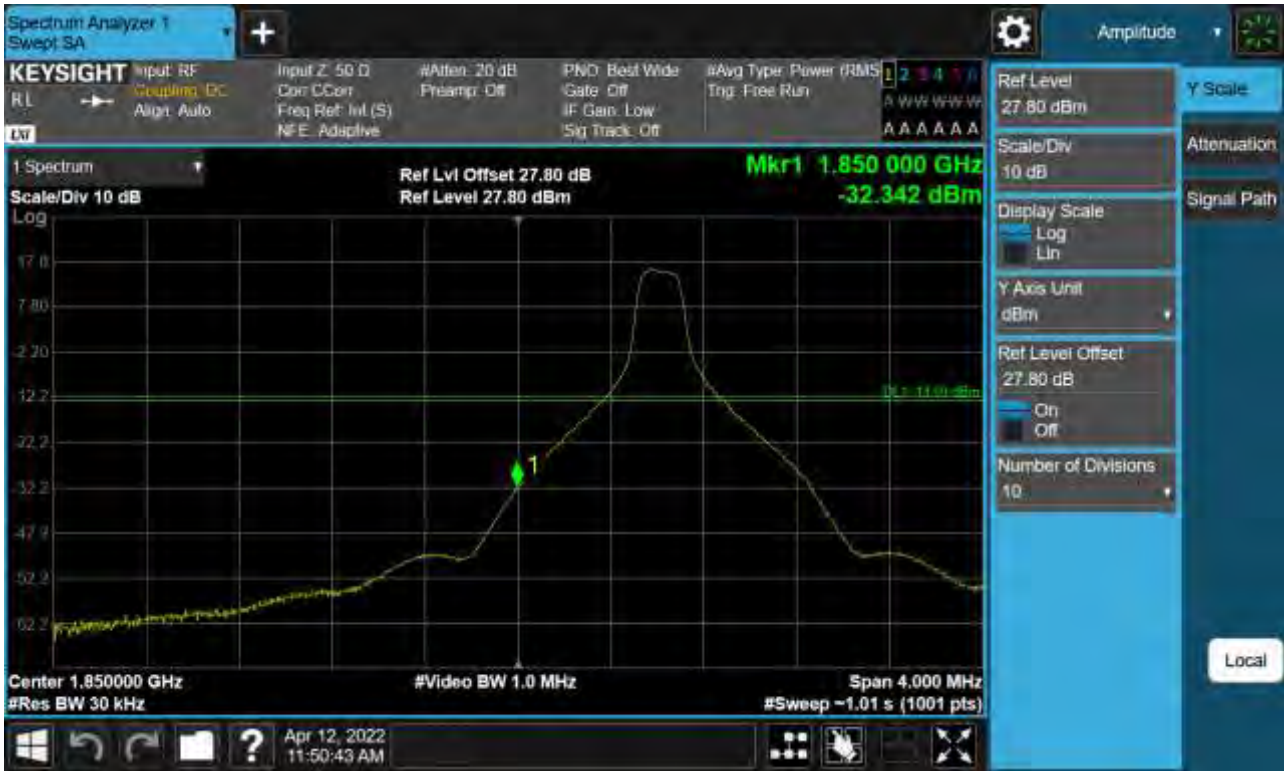 Spectrum Analyzer 1
Swept SA
+
Amplitude
KEYSIGHT
RL
LXI
Input: RF
Coupling: DC
Align: Auto
Input Z: 50 Ω
Corr CCorr
Freq Ref: Int (S)
NFE: Adaptive
#Atten: 20 dB
Preamp: Off
PNO: Best Wide
Gate: Off
IF Gain: Low
Sig Track: Off
#Avg Type: Power (RMS
Trig: Free Run
1 2 3 4 5 6
A W W W W W
A A A A A A
1 Spectrum
Scale/Div 10 dB
Log
Ref Lvl Offset 27.80 dB
Ref Level 27.80 dBm
Mkr1 1.850 000 GHz
-32.342 dBm
17.8
7.80
-2.20
-12.2
-22.2
-32.2
-42.2
-52.2
-62.2
DL1 -13.00 dBm
1
Center 1.850000 GHz
#Res BW 30 kHz
#Video BW 1.0 MHz
Span 4.000 MHz
#Sweep ~1.01 s (1001 pts)
Ref Level
27.80 dBm
Scale/Div
10 dB
Display Scale
Log
Lin
Y Axis Unit
dBm
Ref Level Offset
27.80 dB
On
Off
Number of Divisions
10
Y Scale
Attenuation
Signal Path
Local
?
Apr 12, 2022
11:50:43 AM